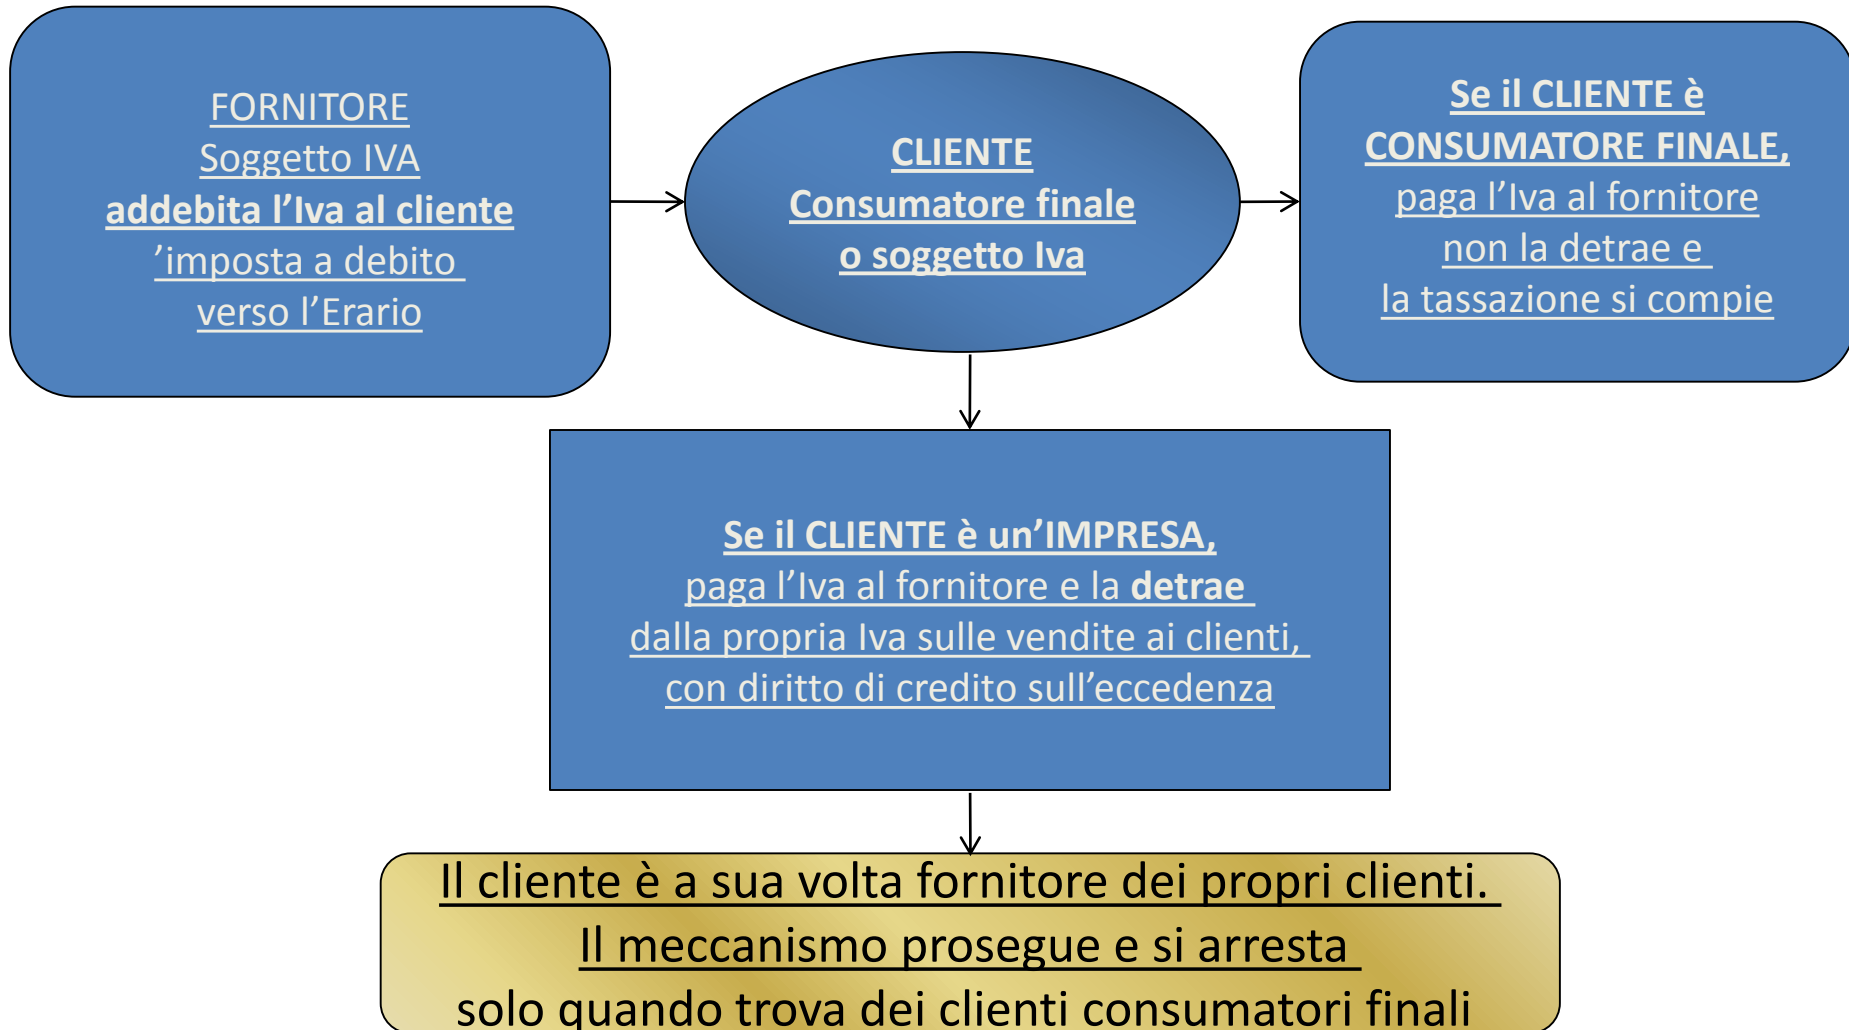 FORNITORE
Soggetto IVA
addebita l’Iva al cliente
’imposta a debito
verso l’Erario
CLIENTE
Consumatore finale
o soggetto Iva
Se il CLIENTE è
CONSUMATORE FINALE,
paga l’Iva al fornitore
non la detrae e
la tassazione si compie
Se il CLIENTE è un’IMPRESA,
paga l’Iva al fornitore e la detrae
dalla propria Iva sulle vendite ai clienti,
con diritto di credito sull’eccedenza
Il cliente è a sua volta fornitore dei propri clienti.
Il meccanismo prosegue e si arresta
solo quando trova dei clienti consumatori finali